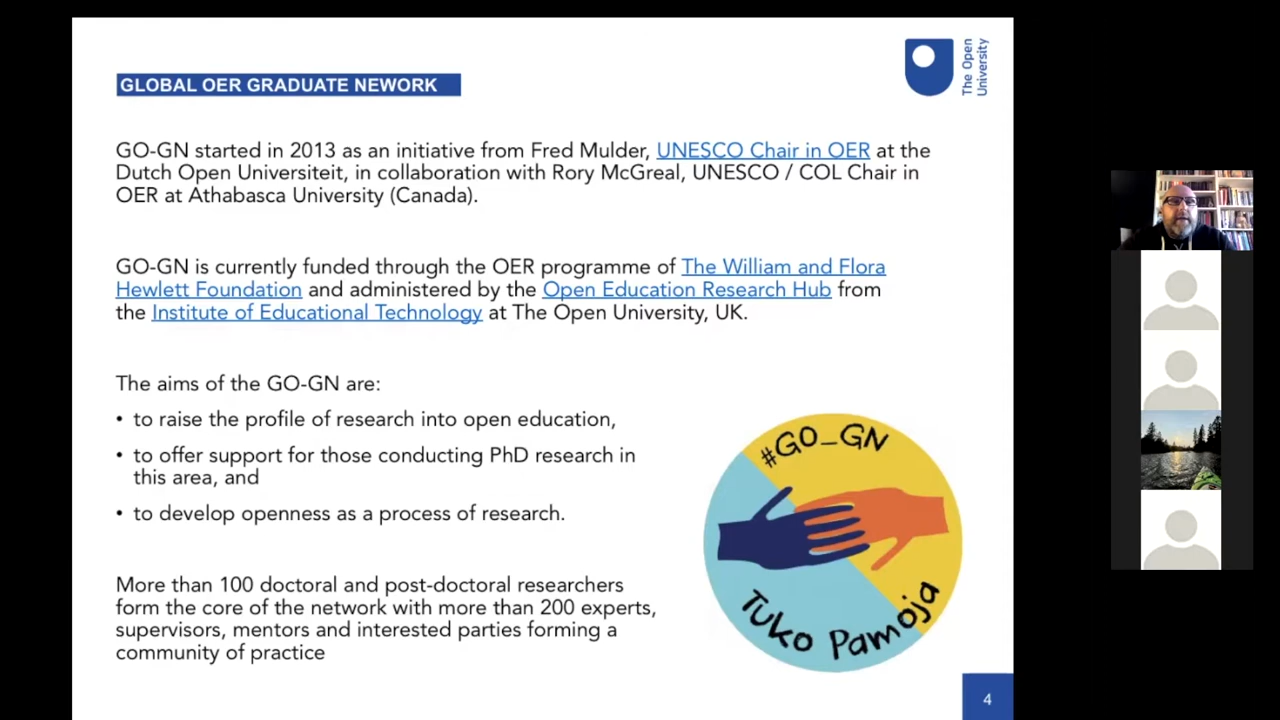 GLOBAL OER GRADUATE NEWORK
The Open
University
GO-GN started in 2013 as an initiative from Fred Mulder, UNESCO Chair in OER at the
Dutch Open Universiteit, in collaboration with Rory McGreal, UNESCO / COL Chair in
OER at Athabasca University (Canada).
GO-GN is currently funded through the OER programme of The William and Flora
Hewlett Foundation and administered by the Open Education Research Hub from
the Institute of Educational Technology at The Open University, UK.
The aims of the GO-GN are:
• to raise the profile of research into open education,
• to offer support for those conducting PhD research in
this area, and
• to develop openness as a process of research.
More than 100 doctoral and post-doctoral researchers
form the core of the network with more than 200 experts,
supervisors, mentors and interested parties forming a
community of practice
#GO_GN
Tuko Pamoja
4